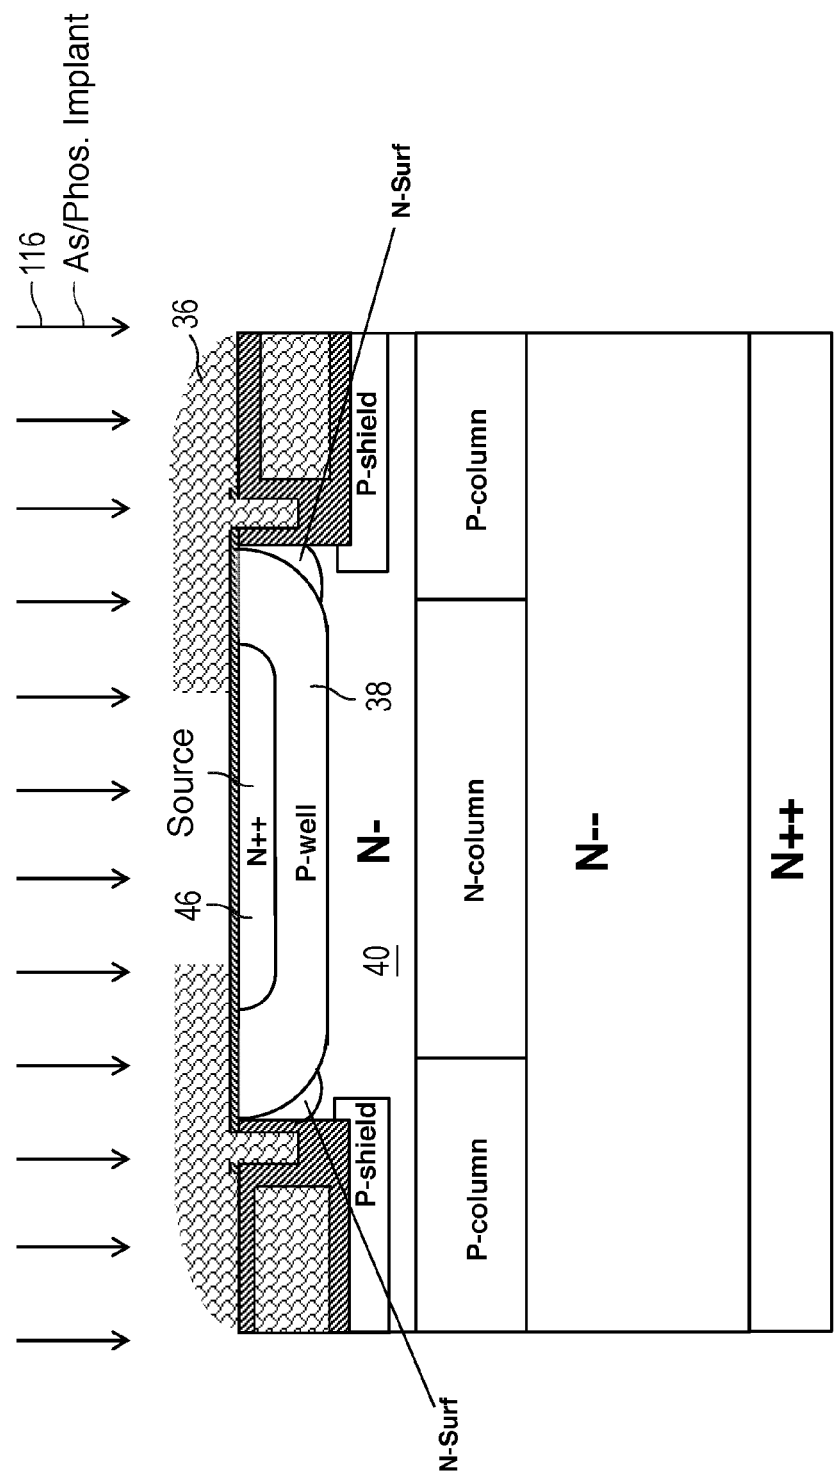 116
As/Phos. Implant
36
N-Surf
Source
46
N++
P-well
38
P-shield
P-shield
N-
40
P-column
N-column
P-column
N--
N++
N-Surf